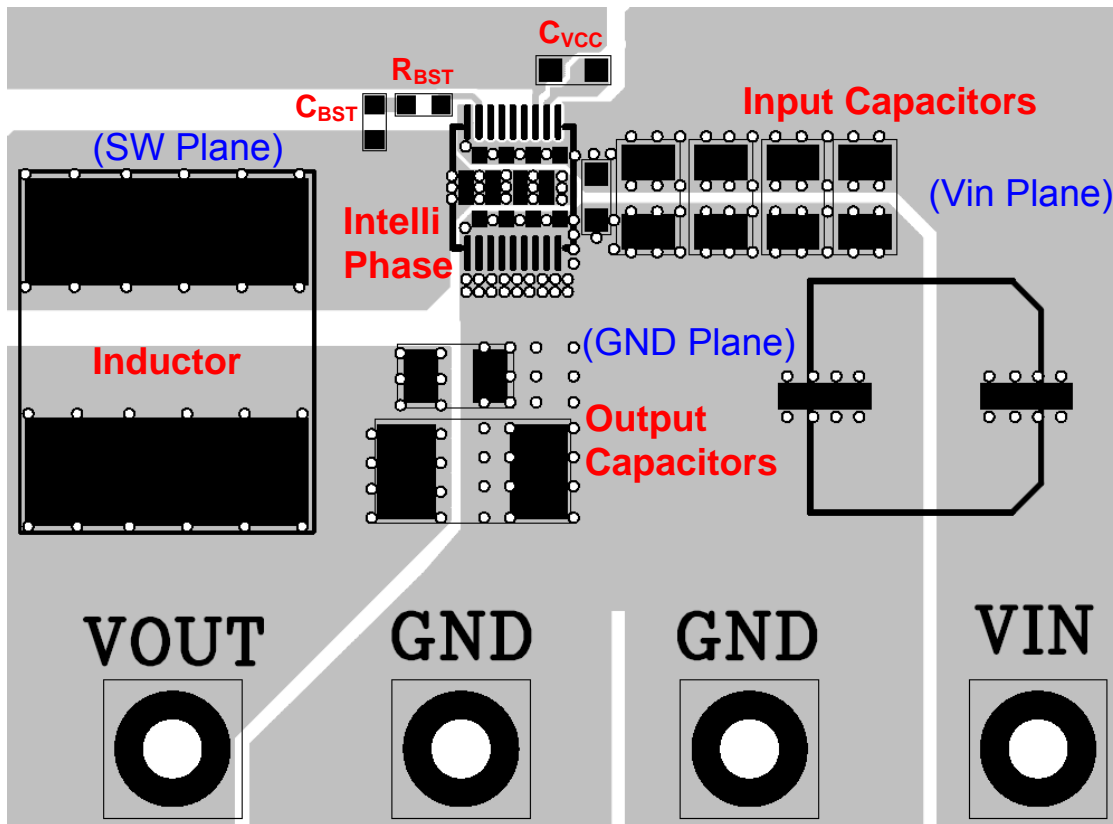 CVCC
RBST
CBST
Input Capacitors
(SW Plane)
(Vin Plane)
Intelli
Phase
(GND Plane)
Inductor
Output
Capacitors
VOUT
GND
GND
VIN